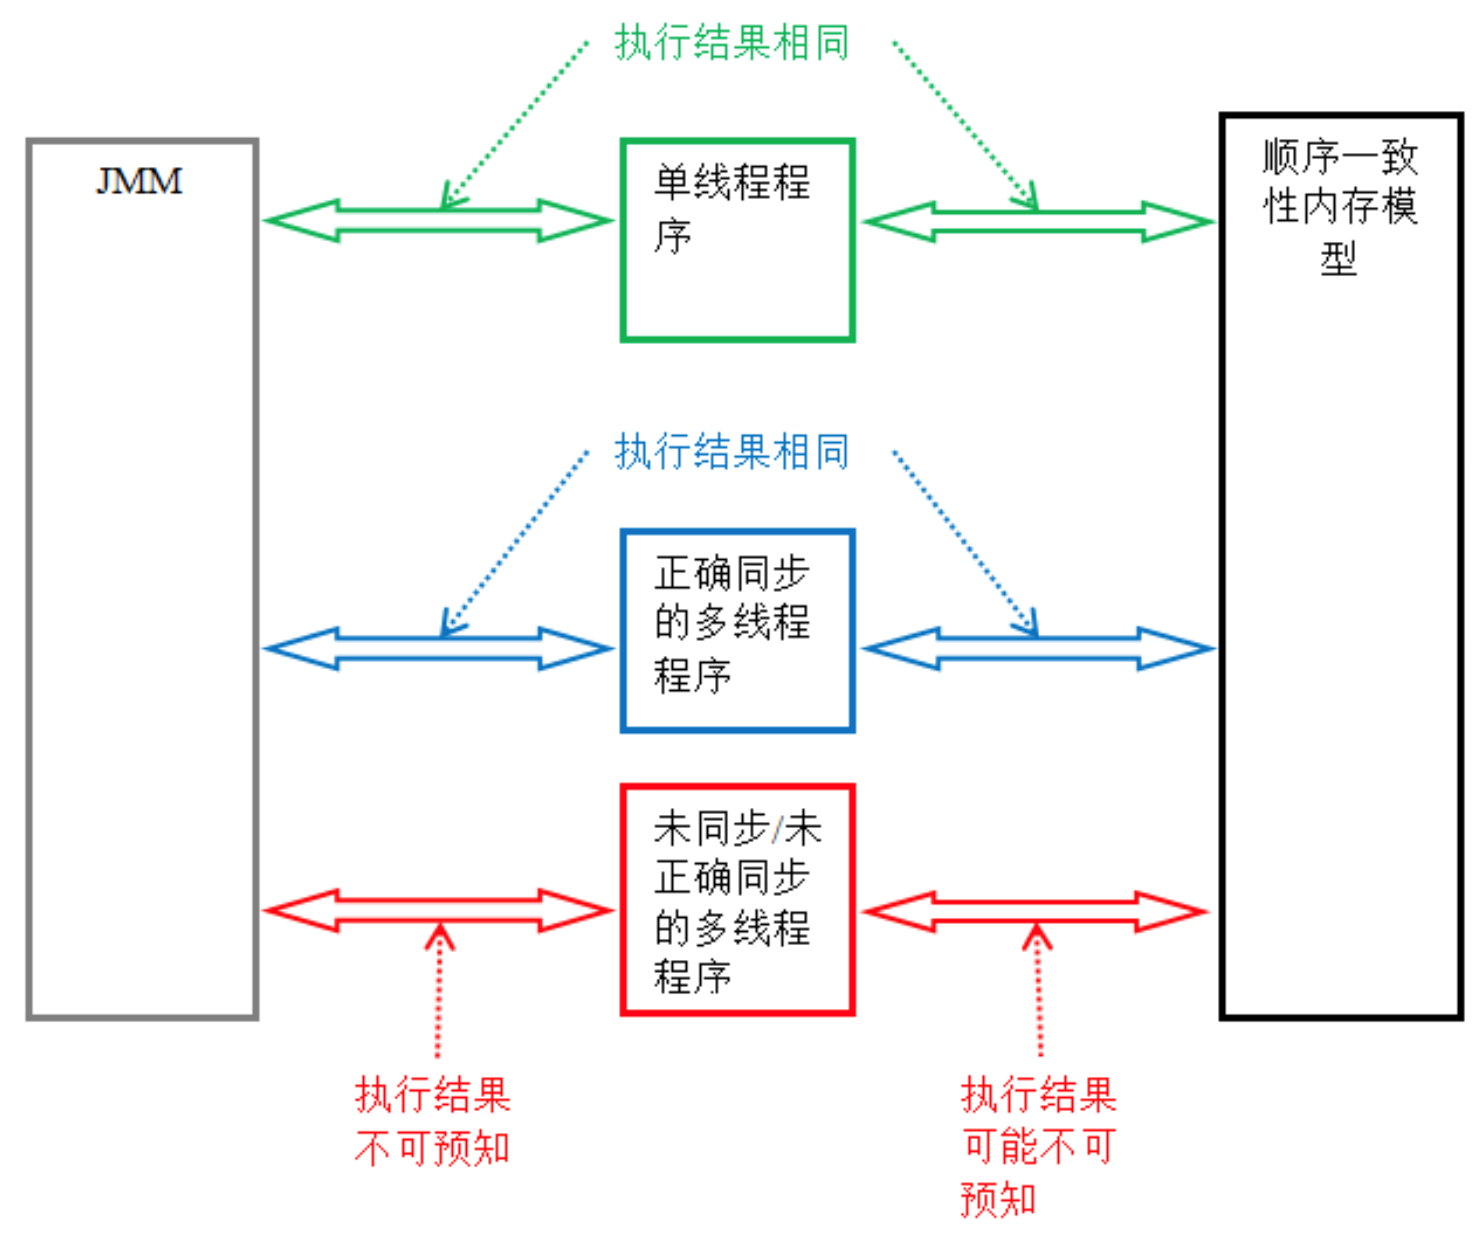 执行结果相同
JMM
单线程程
序
顺序一致
性内存模
型
执行结果相同
正确同步
的多线程
程序
未同步/未
正确同步
的多线程
程序
执行结果
不可预知
执行结果
可能不可
预知